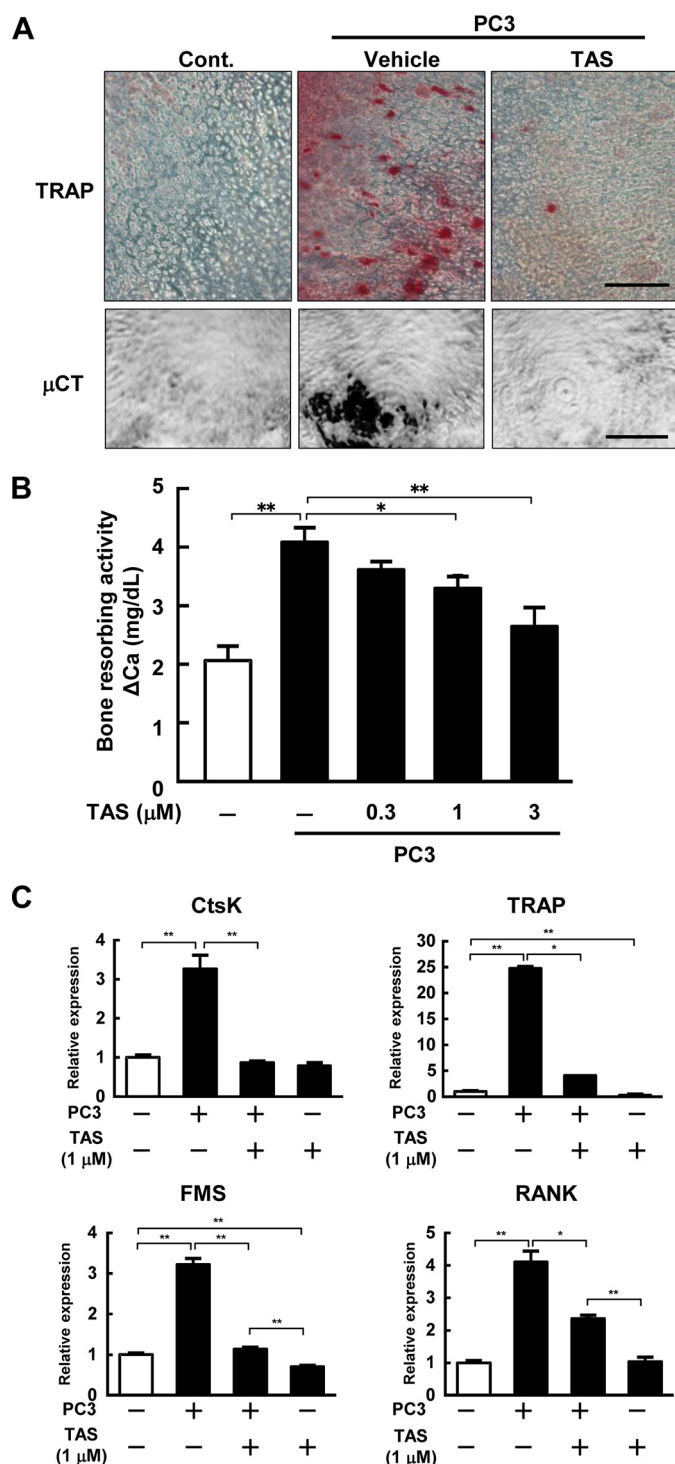 A
PC3
Cont. Vehicle TAS
TRAP
μCT
B
Bone resorbing activity
ΔCa (mg/dL)
5
4
3
2
1
0
** * **
TAS (μM) – – 0.3 1 3
PC3
C
CtsK
Relative expression
4
3
2
1
0
** **
PC3 – + + –
TAS – – + +
(1 μM)
TRAP
Relative expression
30
25
20
15
10
5
0
**
** *
PC3 – + + –
TAS – – + +
(1 μM)
FMS
Relative expression
4
3
2
1
0
**
** **
**
PC3 – + + –
TAS – – + +
(1 μM)
RANK
Relative expression
5
4
3
2
1
0
** *
**
PC3 – + + –
TAS – – + +
(1 μM)